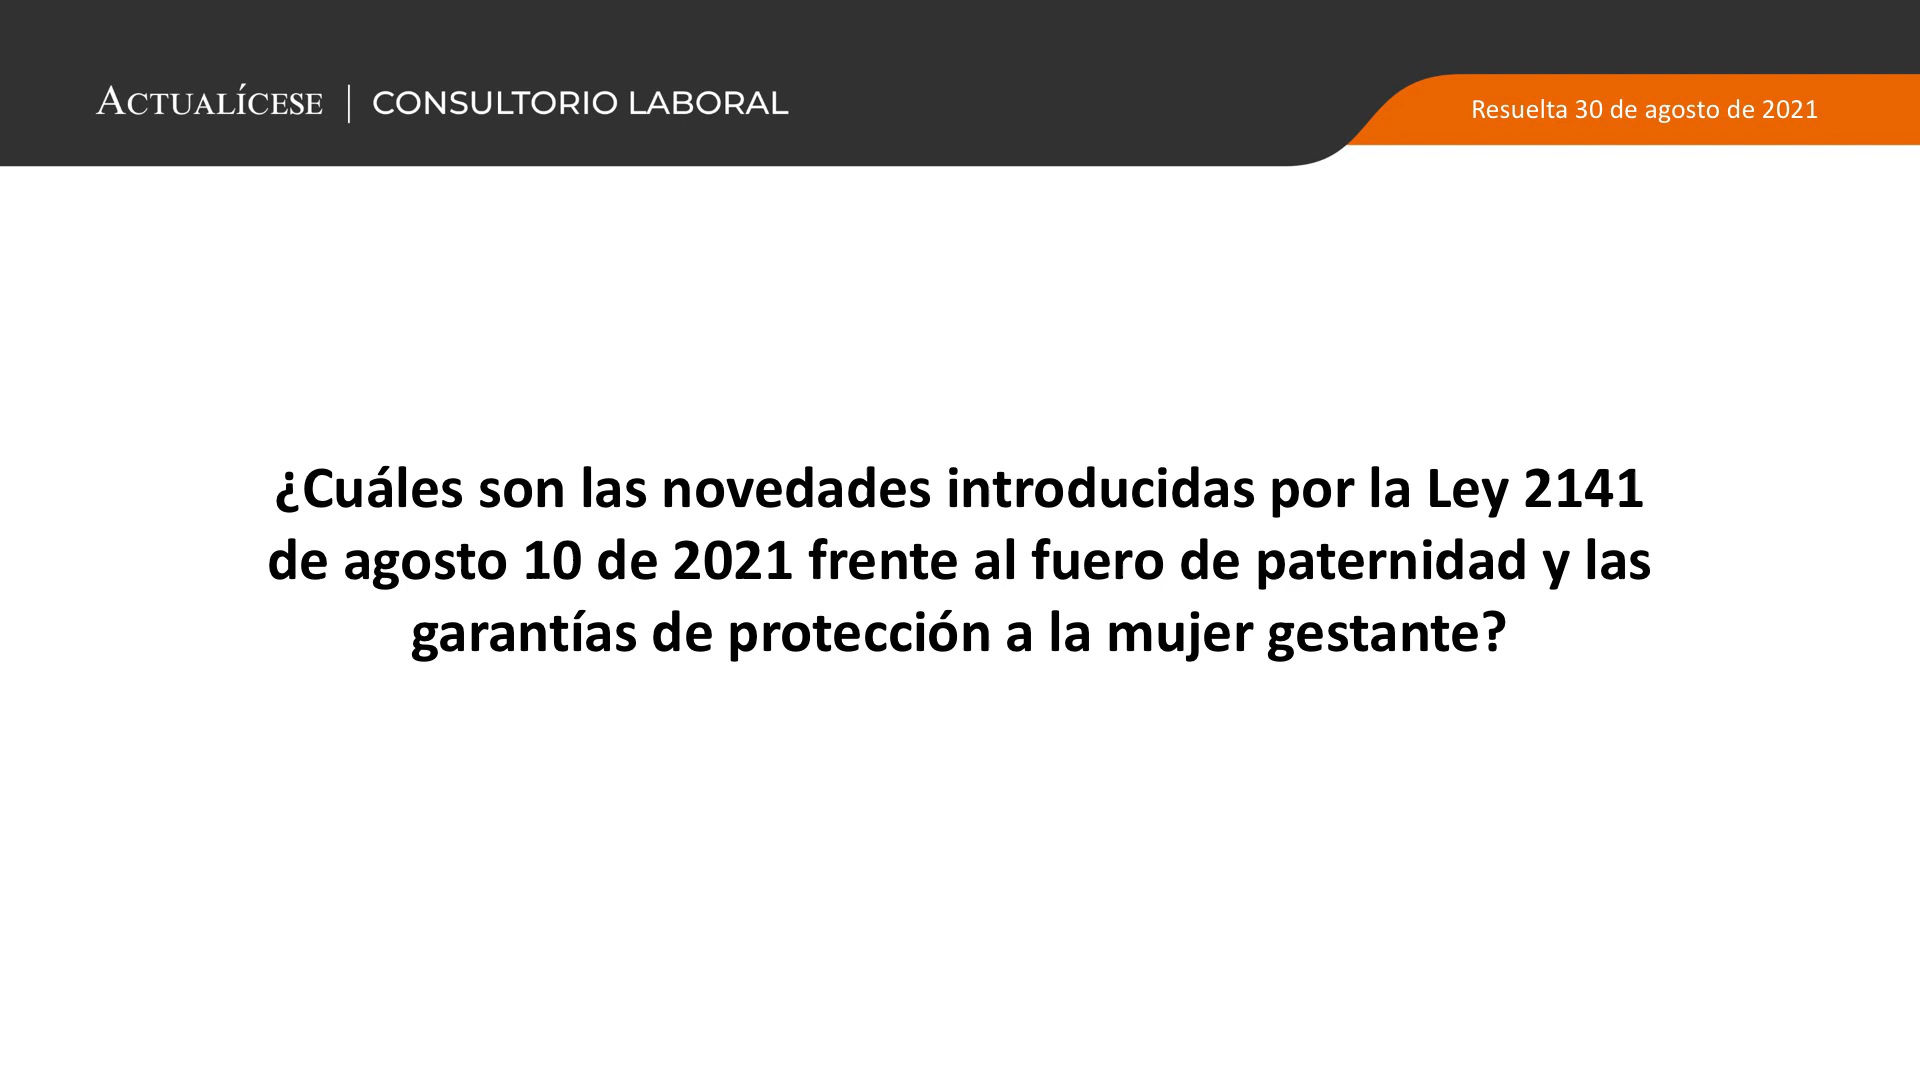 ACTUALÍCESE | CONSULTORIO LABORAL
Resuelta 30 de agosto de 2021
¿Cuáles son las novedades introducidas por la Ley 2141
de agosto 10 de 2021 frente al fuero de paternidad y las
garantías de protección a la mujer gestante?